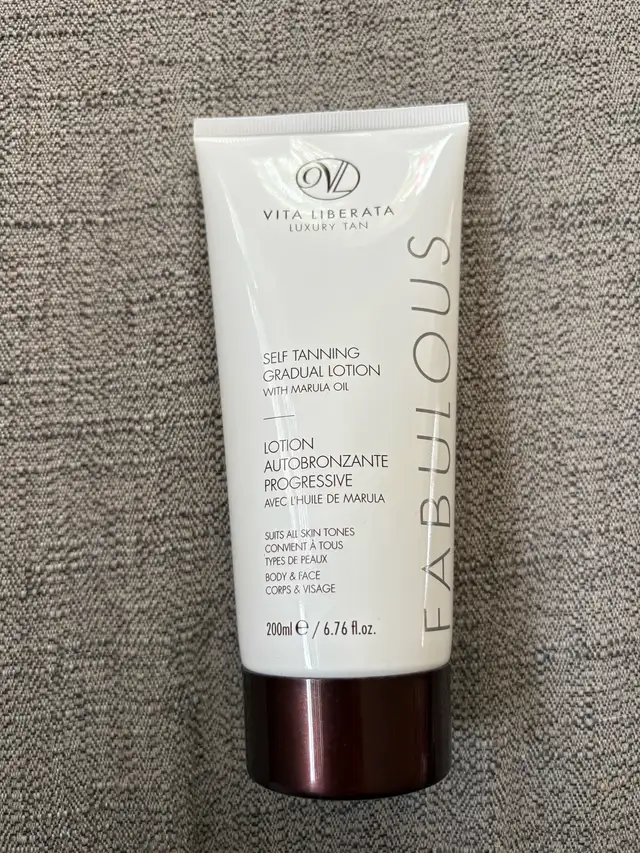 VL
VITA LIBERATA
LUXURY TAN
SELF TANNING
GRADUAL LOTION
WITH MARULA OIL
LOTION
AUTOBRONZANTE
PROGRESSIVE
AVEC L'HUILE DE MARULA
SUITS ALL SKIN TONES
CONVIENT À TOUS
TYPES DE PEAUX
BODY & FACE
CORPS & VISAGE
200ml ℮ / 6.76 fl.oz.
FABULOUS